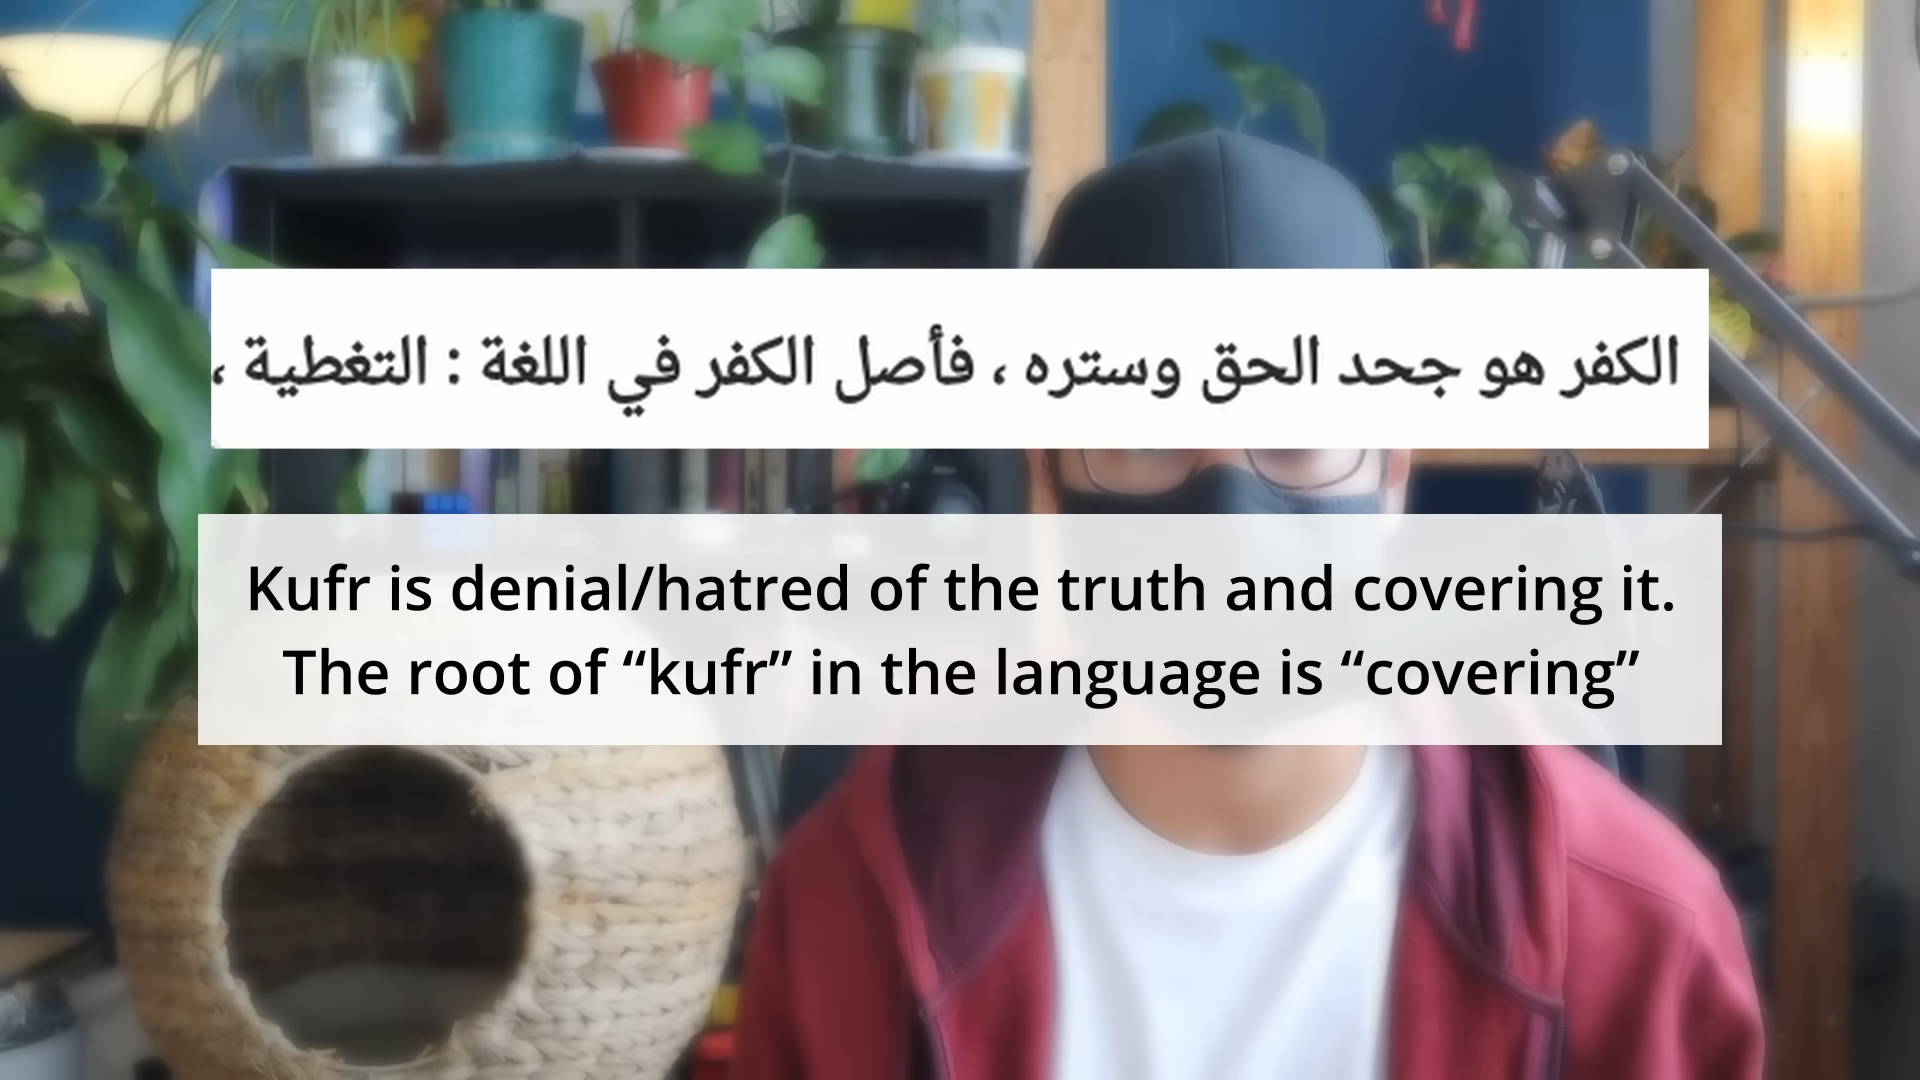 الكفر هو جحد الحق وستره ، فأصل الكفر في اللغة : التغطية ،
Kufr is denial/hatred of the truth and covering it.
The root of “kufr” in the language is “covering”